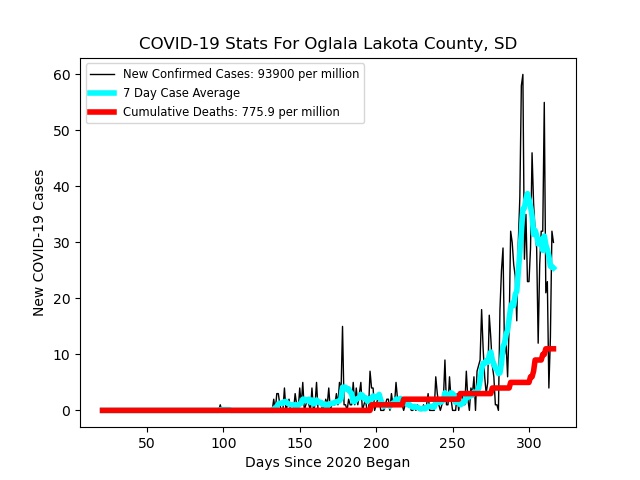 COVID-19 Stats For Oglala Lakota County, SD
New Confirmed Cases: 93900 per million
7 Day Case Average
Cumulative Deaths: 775.9 per million
New COVID-19 Cases
60
50
40
30
20
10
0
50 100 150 200 250 300
Days Since 2020 Began